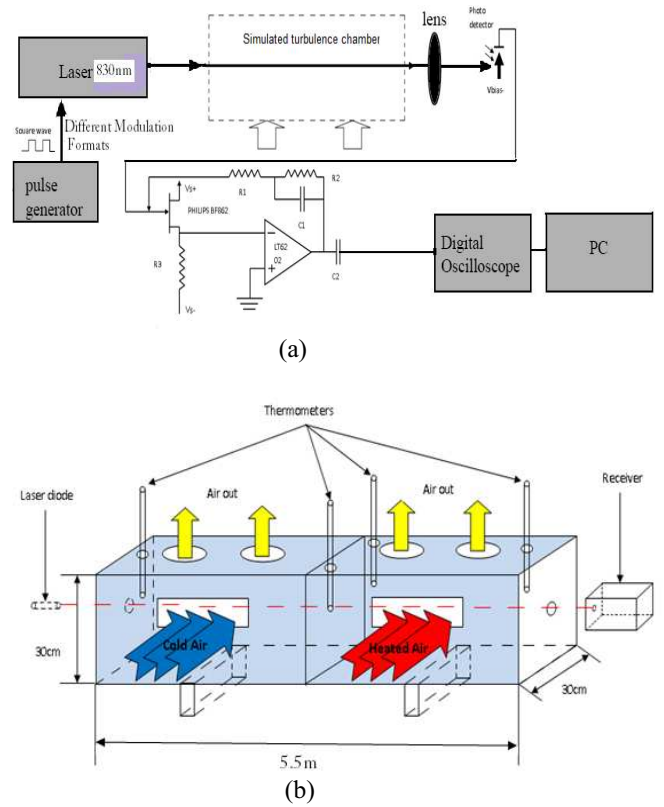 Photo
detector
lens
Simulated turbulence chamber
Laser 830nm
Vbias-
Square wave
Different Modulation
Formats
pulse
generator
Vs+
R1
R2
PHILIPS BF862
C1
LT62
02
R3
C2
Vs-
Digital
Oscilloscope
PC
(a)
Thermometers
Laser diode
Air out
Air out
Receiver
30cm
Cold Air
Heated Air
30cm
5.5m
(b)